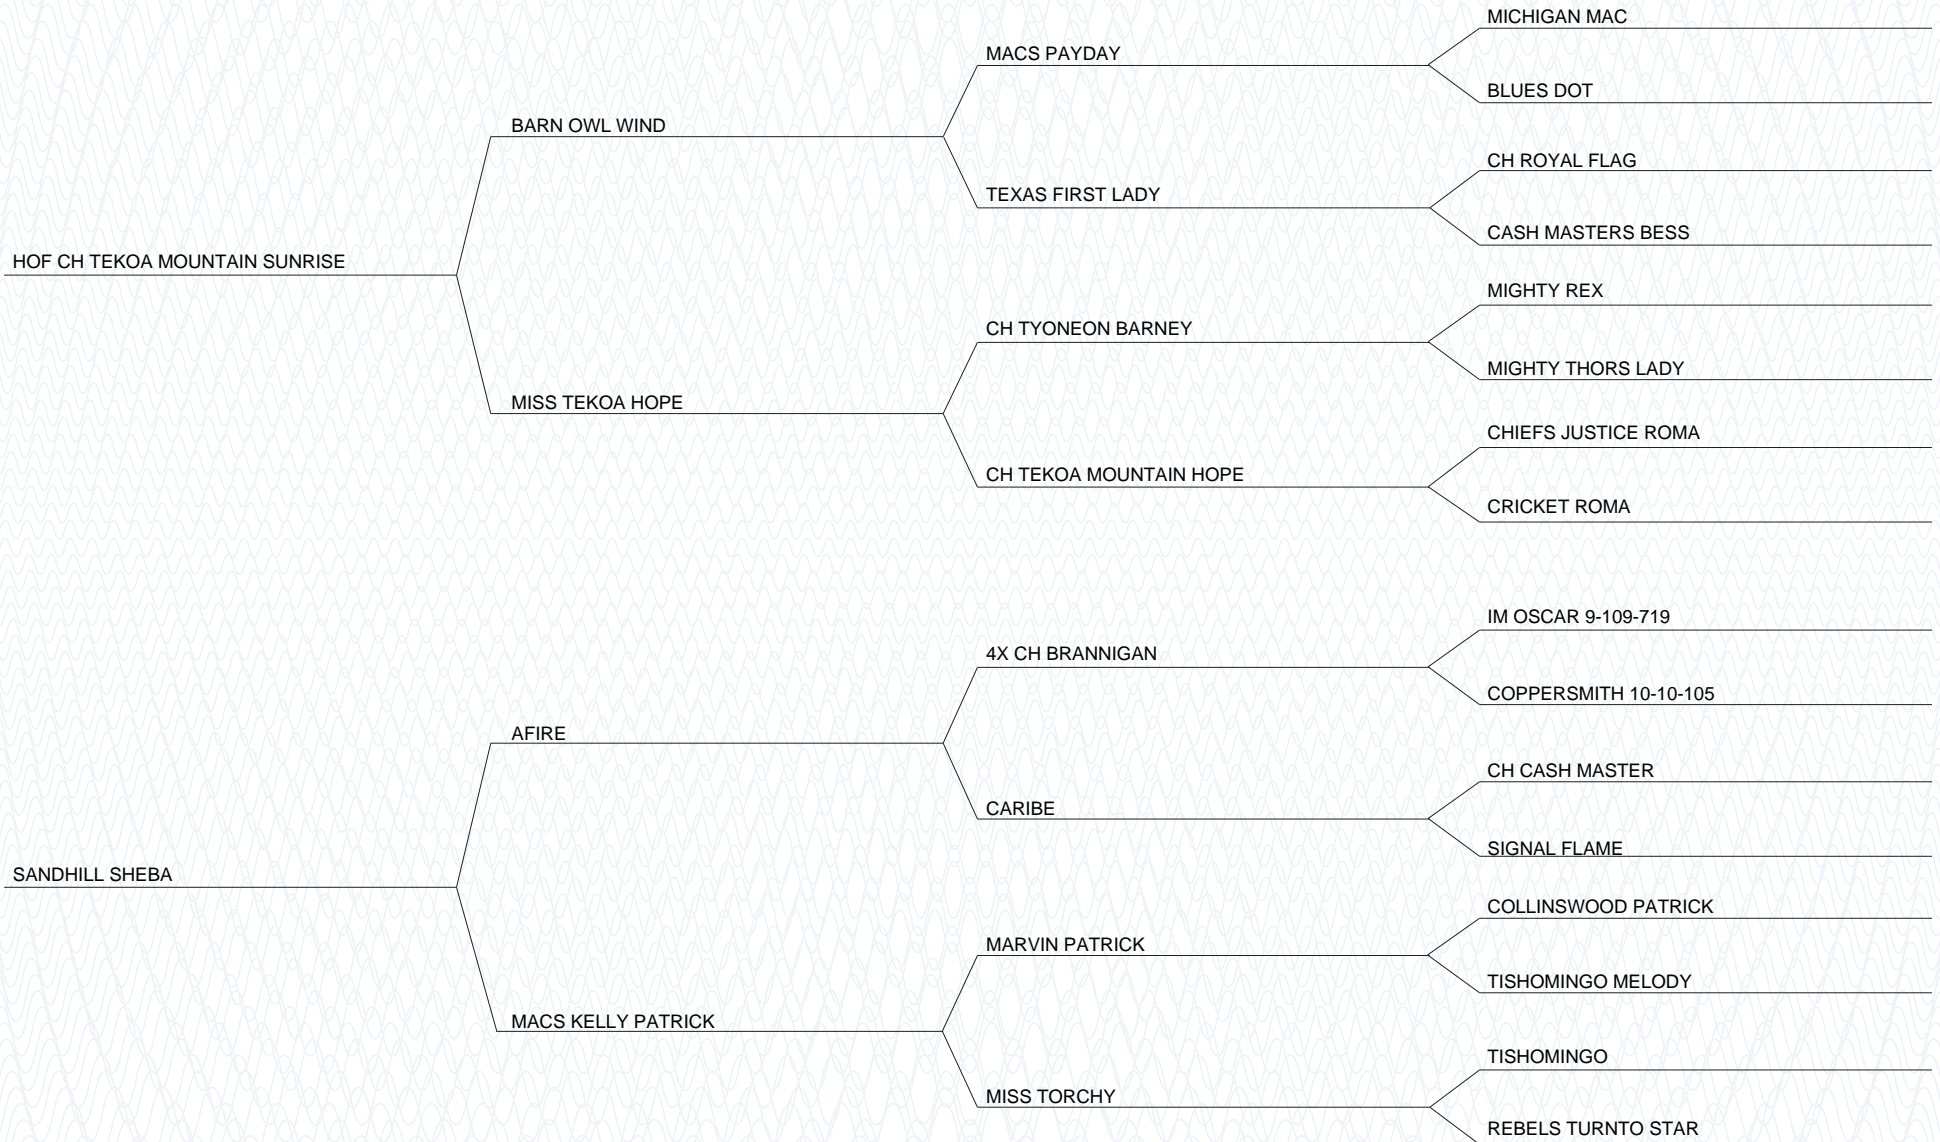 MICHIGAN MAC
MACS PAYDAY
BLUES DOT
BARN OWL WIND
CH ROYAL FLAG
TEXAS FIRST LADY
CASH MASTERS BESS
HOF CH TEKOA MOUNTAIN SUNRISE
MIGHTY REX
CH TYONEON BARNEY
MIGHTY THORS LADY
MISS TEKOA HOPE
CHIEFS JUSTICE ROMA
CH TEKOA MOUNTAIN HOPE
CRICKET ROMA
IM OSCAR 9-109-719
4X CH BRANNIGAN
COPPERSMITH 10-10-105
AFIRE
CH CASH MASTER
CARIBE
SIGNAL FLAME
SANDHILL SHEBA
COLLINSWOOD PATRICK
MARVIN PATRICK
TISHOMINGO MELODY
MACS KELLY PATRICK
TISHOMINGO
MISS TORCHY
REBELS TURNTO STAR